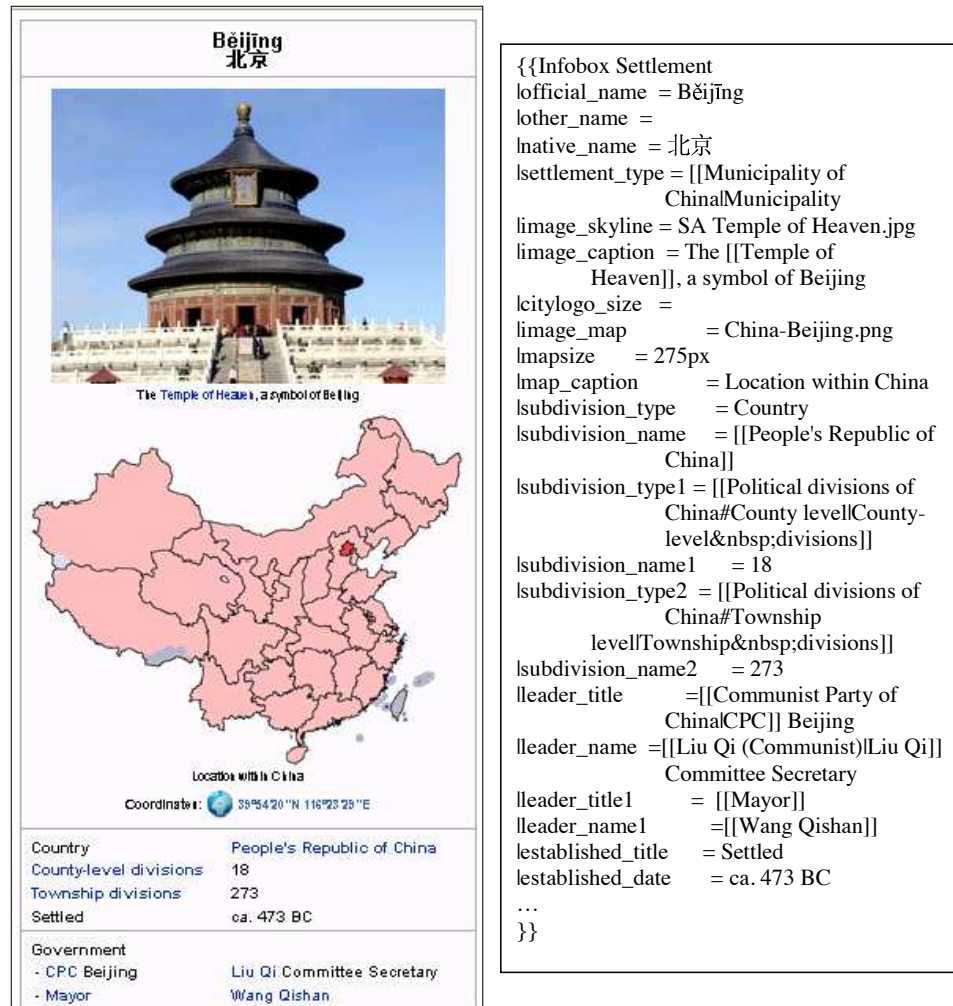 Běijīng
北京
The Temple of Heaven, a symbol of Beijing
Location within China
Coordinates: 39°54′20″N 116°23′29″E
Country People's Republic of China
County-level divisions 18
Township divisions 273
Settled ca. 473 BC
Government
- CPC Beijing Liu Qi Committee Secretary
- Mayor Wang Qishan
{{Infobox Settlement
|official_name = Běijīng
|other_name =
|native_name = 北京
|settlement_type = [[Municipality of
China|Municipality
|image_skyline = SA Temple of Heaven.jpg
|image_caption = The [[Temple of
Heaven]], a symbol of Beijing
|citylogo_size =
|image_map = China-Beijing.png
|mapsize = 275px
|map_caption = Location within China
|subdivision_type = Country
|subdivision_name = [[People's Republic of
China]]
|subdivision_type1 = [[Political divisions of
China#County level|County-
level&nbsp;divisions]]
|subdivision_name1 = 18
|subdivision_type2 = [[Political divisions of
China#Township
level|Township&nbsp;divisions]]
|subdivision_name2 = 273
|leader_title =[[Communist Party of
China|CPC]] Beijing
|leader_name =[[Liu Qi (Communist)|Liu Qi]]
Committee Secretary
|leader_title1 = [[Mayor]]
|leader_name1 =[[Wang Qishan]]
|established_title = Settled
|established_date = ca. 473 BC
…
}}